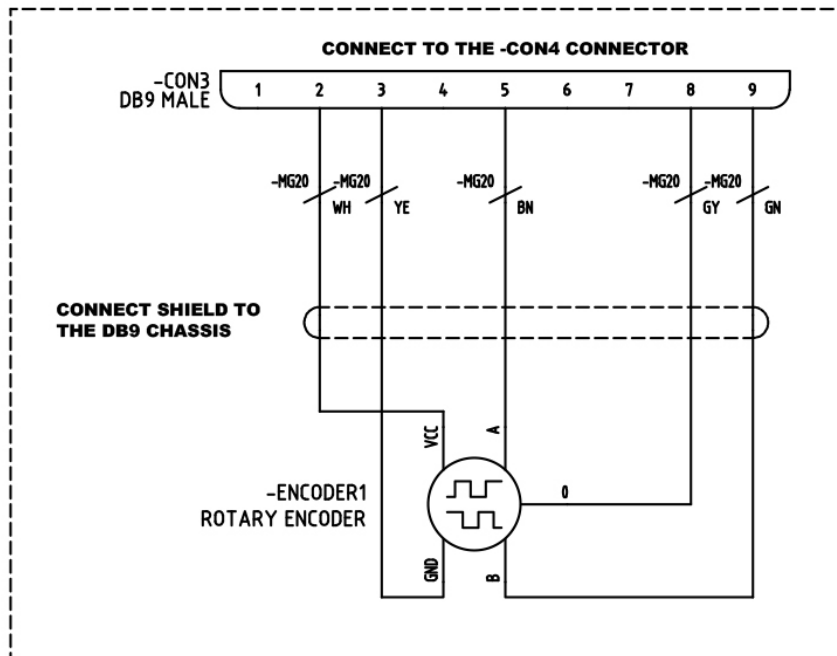 CONNECT TO THE -CON4 CONNECTOR
-CON3
DB9 MALE
1 2 3 4 5 6 7 8 9
-MG20 -MG20 -MG20 -MG20 -MG20
WH YE BN GY GN
CONNECT SHIELD TO
THE DB9 CHASSIS
VCC A
-ENCODER1
ROTARY ENCODER
0
GND B